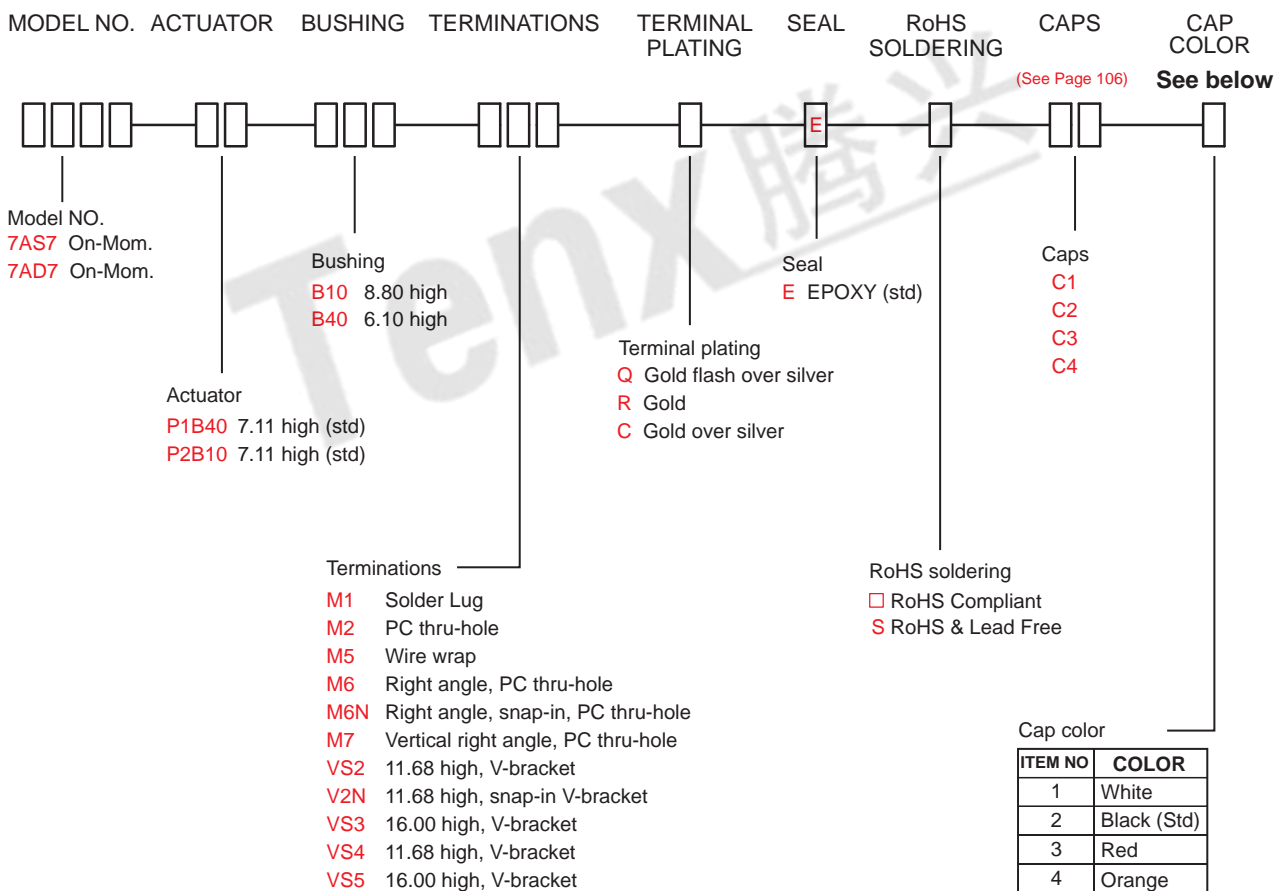 MODEL NO. ACTUATOR BUSHING TERMINATIONS TERMINAL PLATING SEAL RoHS SOLDERING CAPS CAP COLOR
(See Page 106) See below
E
Model NO.
7AS7 On-Mom.
7AD7 On-Mom.
Actuator
P1B40 7.11 high (std)
P2B10 7.11 high (std)
Bushing
B10 8.80 high
B40 6.10 high
Terminations
M1 Solder Lug
M2 PC thru-hole
M5 Wire wrap
M6 Right angle, PC thru-hole
M6N Right angle, snap-in, PC thru-hole
M7 Vertical right angle, PC thru-hole
VS2 11.68 high, V-bracket
V2N 11.68 high, snap-in V-bracket
VS3 16.00 high, V-bracket
VS4 11.68 high, V-bracket
VS5 16.00 high, V-bracket
Terminal plating
Q Gold flash over silver
R Gold
C Gold over silver
Seal
E EPOXY (std)
RoHS soldering
□ RoHS Compliant
S RoHS & Lead Free
Caps
C1
C2
C3
C4
Cap color
ITEM NO COLOR
1 White
2 Black (Std)
3 Red
4 Orange
Tenx腾兴